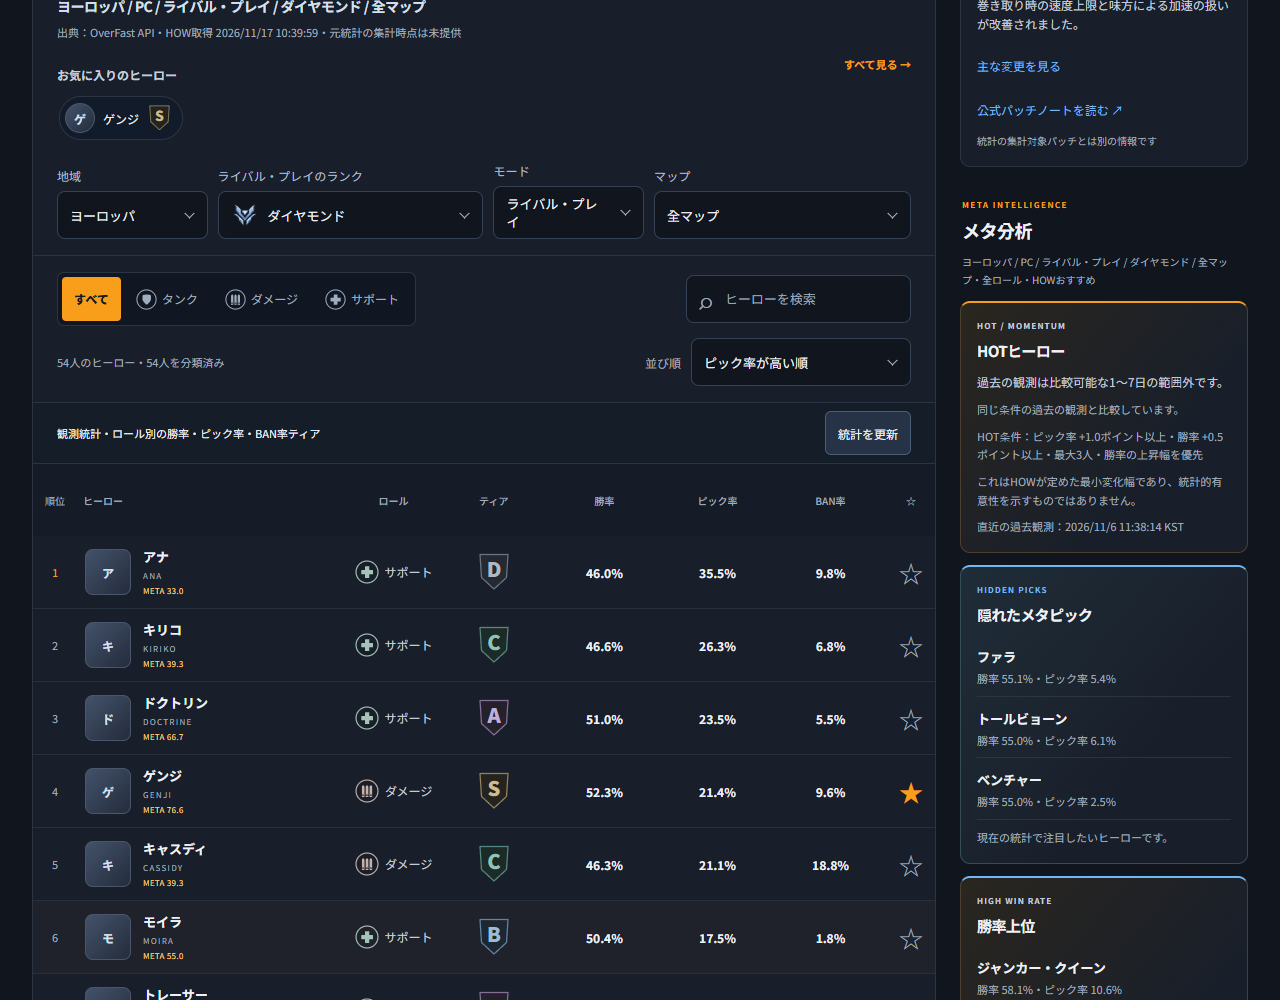 ヨーロッパ / PC / ライバル・プレイ / ダイヤモンド / 全マップ
出典：OverFast API・HOW取得 2026/11/17 10:39:59・元統計の集計時点は未提供
お気に入りのヒーロー
すべて見る →
ゲ ゲンジ S
地域
ヨーロッパ
ライバル・プレイのランク
ダイヤモンド
モード
ライバル・プレ
イ
マップ
全マップ
すべて タンク ダメージ サポート
ヒーローを検索
54人のヒーロー・54人を分類済み
並び順 ピック率が高い順
観測統計・ロール別の勝率・ピック率・BAN率ティア
統計を更新
順位 ヒーロー ロール ティア 勝率 ピック率 BAN率 ☆
1 ア アナ サポート D 46.0% 35.5% 9.8% ☆
ANA
META 33.0
2 キ キリコ サポート C 46.6% 26.3% 6.8% ☆
KIRIKO
META 39.3
3 ド ドクトリン サポート A 51.0% 23.5% 5.5% ☆
DOCTRINE
META 66.7
4 ゲ ゲンジ ダメージ S 52.3% 21.4% 9.6% ★
GENJI
META 76.6
5 キ キャスディ ダメージ C 46.3% 21.1% 18.8% ☆
CASSIDY
META 39.3
6 モ モイラ サポート B 50.4% 17.5% 1.8% ☆
MOIRA
META 55.0
トレーサー
巻き取り時の速度上限と味方による加速の扱い
が改善されました。
主な変更を見る
公式パッチノートを読む ↗
統計の集計対象パッチとは別の情報です
META INTELLIGENCE
メタ分析
ヨーロッパ / PC / ライバル・プレイ / ダイヤモンド / 全マッ
プ・全ロール・HOWおすすめ
HOT / MOMENTUM
HOTヒーロー
過去の観測は比較可能な1〜7日の範囲外です。
同じ条件の過去の観測と比較しています。
HOT条件：ピック率 +1.0ポイント以上・勝率 +0.5
ポイント以上・最大3人・勝率の上昇幅を優先
これはHOWが定めた最小変化幅であり、統計的有
意性を示すものではありません。
直近の過去観測：2026/11/6 11:38:14 KST
HIDDEN PICKS
隠れたメタピック
ファラ
勝率 55.1%・ピック率 5.4%
トールビョーン
勝率 55.0%・ピック率 6.1%
ベンチャー
勝率 55.0%・ピック率 2.5%
現在の統計で注目したいヒーローです。
HIGH WIN RATE
勝率上位
ジャンカー・クイーン
勝率 58.1%・ピック率 10.6%